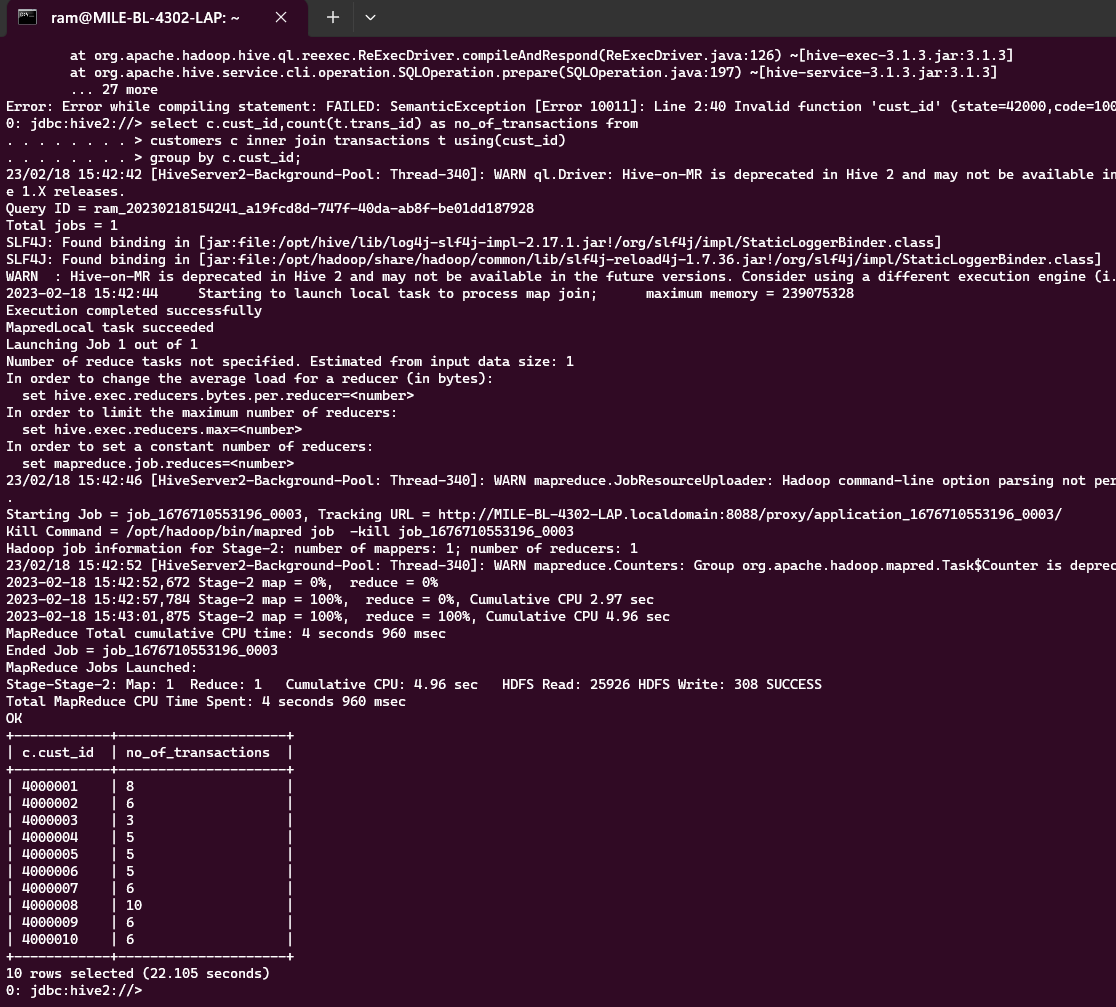 ram@MILE-BL-4302-LAP: ~
at org.apache.hadoop.hive.ql.reexec.ReExecDriver.compileAndRespond(ReExecDriver.java:126) ~[hive-exec-3.1.3.jar:3.1.3]
at org.apache.hive.service.cli.operation.SQLOperation.prepare(SQLOperation.java:197) ~[hive-service-3.1.3.jar:3.1.3]
... 27 more
Error: Error while compiling statement: FAILED: SemanticException [Error 10011]: Line 2:40 Invalid function 'cust_id' (state=42000,code=100
0: jdbc:hive2://> select c.cust_id,count(t.trans_id) as no_of_transactions from
. . . . . . . . > customers c inner join transactions t using(cust_id)
. . . . . . . . > group by c.cust_id;
23/02/18 15:42:42 [HiveServer2-Background-Pool: Thread-340]: WARN ql.Driver: Hive-on-MR is deprecated in Hive 2 and may not be available in
e 1.X releases.
Query ID = ram_20230218154241_a19fcd8d-747f-40da-ab8f-be01dd187928
Total jobs = 1
SLF4J: Found binding in [jar:file:/opt/hive/lib/log4j-slf4j-impl-2.17.1.jar!/org/slf4j/impl/StaticLoggerBinder.class]
SLF4J: Found binding in [jar:file:/opt/hadoop/share/hadoop/common/lib/slf4j-reload4j-1.7.36.jar!/org/slf4j/impl/StaticLoggerBinder.class]
WARN  : Hive-on-MR is deprecated in Hive 2 and may not be available in the future versions. Consider using a different execution engine (i.
2023-02-18 15:42:44     Starting to launch local task to process map join;      maximum memory = 239075328
Execution completed successfully
MapredLocal task succeeded
Launching Job 1 out of 1
Number of reduce tasks not specified. Estimated from input data size: 1
In order to change the average load for a reducer (in bytes):
set hive.exec.reducers.bytes.per.reducer=<number>
In order to limit the maximum number of reducers:
set hive.exec.reducers.max=<number>
In order to set a constant number of reducers:
set mapreduce.job.reduces=<number>
23/02/18 15:42:46 [HiveServer2-Background-Pool: Thread-340]: WARN mapreduce.JobResourceUploader: Hadoop command-line option parsing not per
.
Starting Job = job_1676710553196_0003, Tracking URL = http://MILE-BL-4302-LAP.localdomain:8088/proxy/application_1676710553196_0003/
Kill Command = /opt/hadoop/bin/mapred job  -kill job_1676710553196_0003
Hadoop job information for Stage-2: number of mappers: 1; number of reducers: 1
23/02/18 15:42:52 [HiveServer2-Background-Pool: Thread-340]: WARN mapreduce.Counters: Group org.apache.hadoop.mapred.Task$Counter is deprec
2023-02-18 15:42:52,672 Stage-2 map = 0%,  reduce = 0%
2023-02-18 15:42:57,784 Stage-2 map = 100%,  reduce = 0%, Cumulative CPU 2.97 sec
2023-02-18 15:43:01,875 Stage-2 map = 100%,  reduce = 100%, Cumulative CPU 4.96 sec
MapReduce Total cumulative CPU time: 4 seconds 960 msec
Ended Job = job_1676710553196_0003
MapReduce Jobs Launched:
Stage-Stage-2: Map: 1  Reduce: 1   Cumulative CPU: 4.96 sec   HDFS Read: 25926 HDFS Write: 308 SUCCESS
Total MapReduce CPU Time Spent: 4 seconds 960 msec
OK
+------------+---------------------+
| c.cust_id  | no_of_transactions  |
+------------+---------------------+
| 4000001    | 8                   |
| 4000002    | 6                   |
| 4000003    | 3                   |
| 4000004    | 5                   |
| 4000005    | 5                   |
| 4000006    | 5                   |
| 4000007    | 6                   |
| 4000008    | 10                  |
| 4000009    | 6                   |
| 4000010    | 6                   |
+------------+---------------------+
10 rows selected (22.105 seconds)
0: jdbc:hive2://>